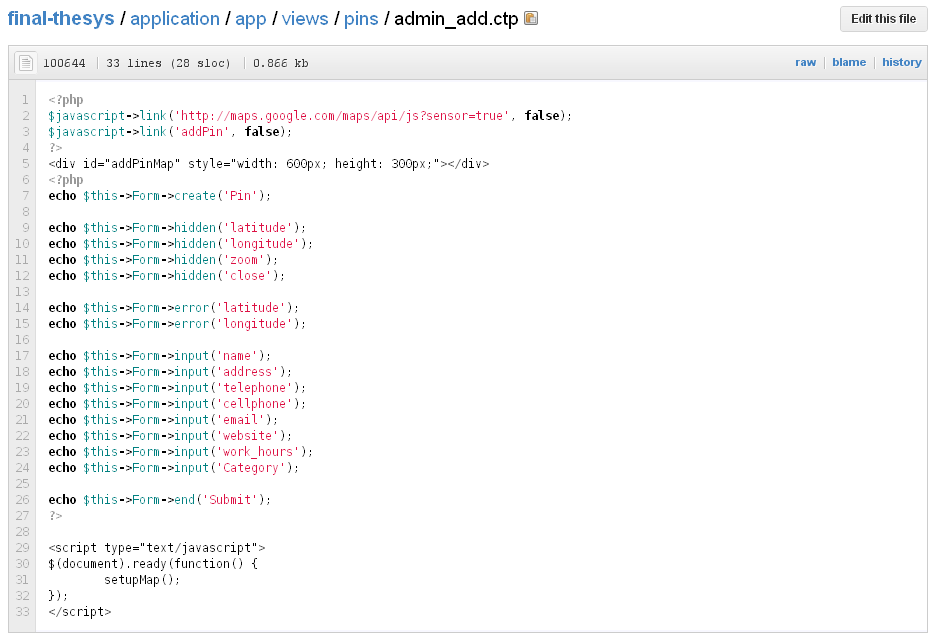 final-thesys / application / app / views / pins / admin_add.ctp
Edit this file
100644 33 lines (28 sloc) 0.866 kb
raw blame history
1 <?php
2 $javascript->link('http://maps.google.com/maps/api/js?sensor=true', false);
3 $javascript->link('addPin', false);
4 ?>
5 <div id="addPinMap" style="width: 600px; height: 300px;"></div>
6 <?php
7 echo $this->Form->create('Pin');
8
9 echo $this->Form->hidden('latitude');
10 echo $this->Form->hidden('longitude');
11 echo $this->Form->hidden('zoom');
12 echo $this->Form->hidden('close');
13
14 echo $this->Form->error('latitude');
15 echo $this->Form->error('longitude');
16
17 echo $this->Form->input('name');
18 echo $this->Form->input('address');
19 echo $this->Form->input('telephone');
20 echo $this->Form->input('cellphone');
21 echo $this->Form->input('email');
22 echo $this->Form->input('website');
23 echo $this->Form->input('work_hours');
24 echo $this->Form->input('Category');
25
26 echo $this->Form->end('Submit');
27 ?>
28
29 <script type="text/javascript">
30 $(document).ready(function() {
31 setupMap();
32 });
33 </script>